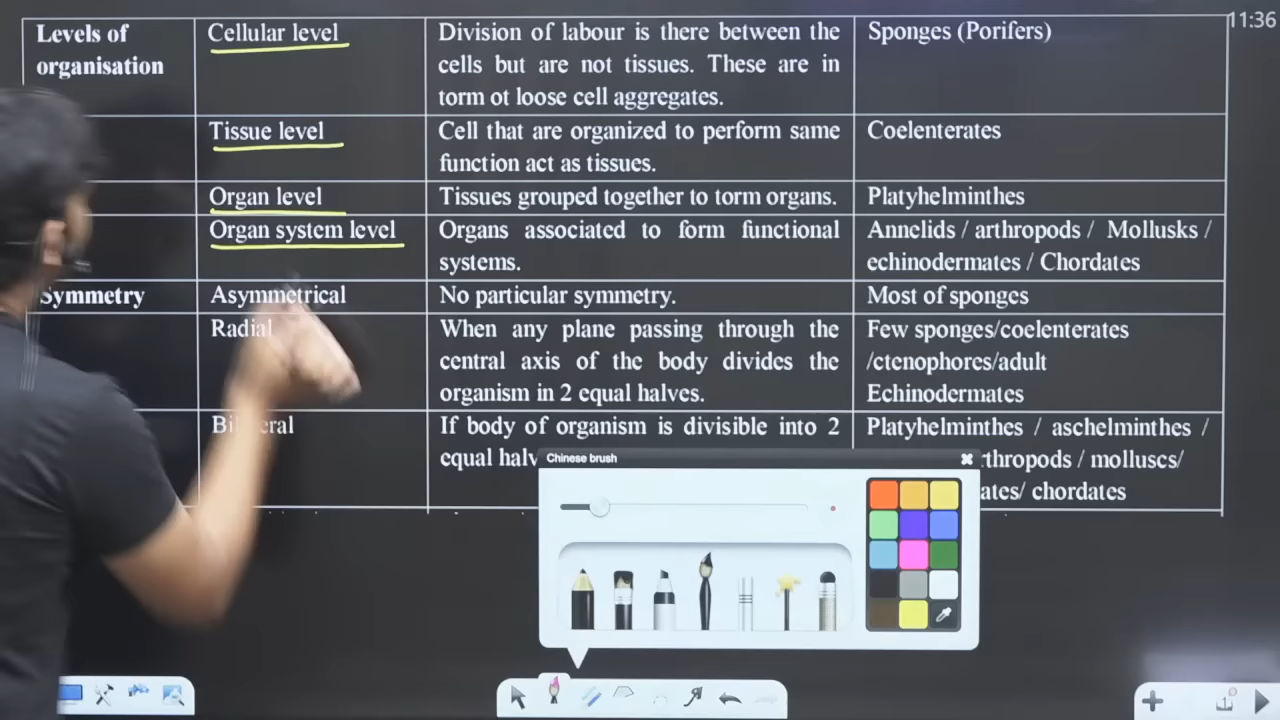 11:36
Levels of organisation
Cellular level
Division of labour is there between the
cells but are not tissues. These are in
torm ot loose cell aggregates.
Sponges (Porifers)
Tissue level
Cell that are organized to perform same
function act as tissues.
Coelenterates
Organ level
Tissues grouped together to torm organs.
Platyhelminthes
Organ system level
Organs associated to form functional
systems.
Annelids / arthropods / Mollusks /
echinodermates / Chordates
Symmetry
Asymmetrical
No particular symmetry.
Most of sponges
Radial
When any plane passing through the
central axis of the body divides the
organism in 2 equal halves.
Few sponges/coelenterates
/ctenophores/adult
Echinodermates
If body of organism is divisible into 2
equal
Platyhelminthes / aschelminthes /
/ molluscs/
/ chordates
Chinese brush